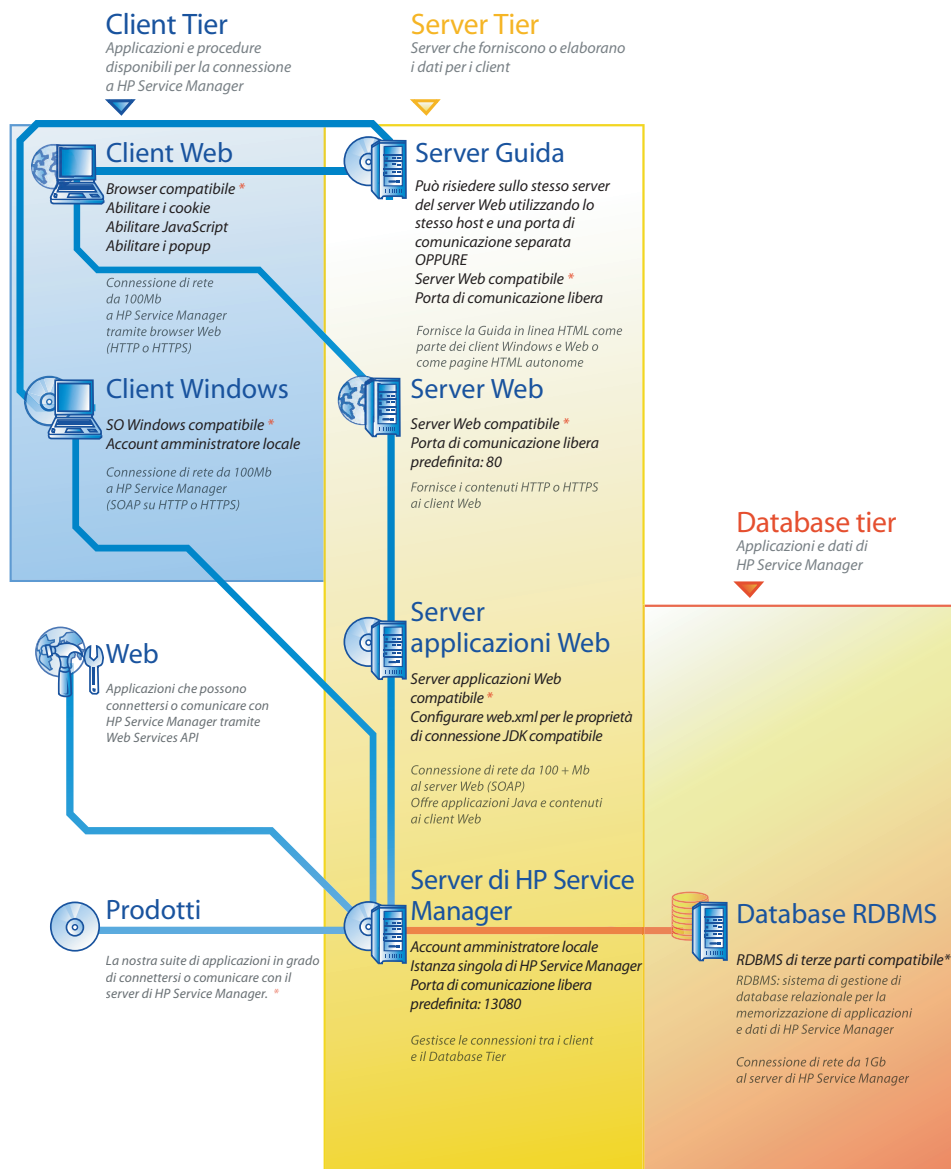 Client Tier
Applicazioni e procedure
disponibili per la connessione
a HP Service Manager
Server Tier
Server che forniscono o elaborano
i dati per i client
Client Web
Browser compatibile *
Abilitare i cookie
Abilitare JavaScript
Abilitare i popup
Connessione di rete
da 100Mb
a HP Service Manager
tramite browser Web
(HTTP o HTTPS)
Server Guida
Può risiedere sullo stesso server
del server Web utilizzando lo
stesso host e una porta di
comunicazione separata
OPPURE
Server Web compatibile *
Porta di comunicazione libera
Fornisce la Guida in linea HTML come
parte dei client Windows e Web o
come pagine HTML autonome
Client Windows
SO Windows compatibile *
Account amministratore locale
Connessione di rete da 100Mb
a HP Service Manager
(SOAP su HTTP o HTTPS)
Server Web
Server Web compatibile *
Porta di comunicazione libera
predefinita: 80
Fornisce i contenuti HTTP o HTTPS
ai client Web
Database tier
Applicazioni e dati di
HP Service Manager
Web
Applicazioni che possono
connettersi o comunicare con
HP Service Manager tramite
Web Services API
Server
applicazioni Web
Server applicazioni Web
compatibile *
Configurare web.xml per le proprietà
di connessione JDK compatibile
Connessione di rete da 100 + Mb
al server Web (SOAP)
Offre applicazioni Java e contenuti
ai client Web
Prodotti
La nostra suite di applicazioni in grado
di connettersi o comunicare con il
server di HP Service Manager. *
Server di HP Service
Manager
Account amministratore locale
Istanza singola di HP Service Manager
Porta di comunicazione libera
predefinita: 13080
Gestisce le connessioni tra i client
e il Database Tier
Database RDBMS
RDBMS di terze parti compatibile*
RDBMS: sistema di gestione di
database relazionale per la
memorizzazione di applicazioni
e dati di HP Service Manager
Connessione di rete da 1Gb
al server di HP Service Manager